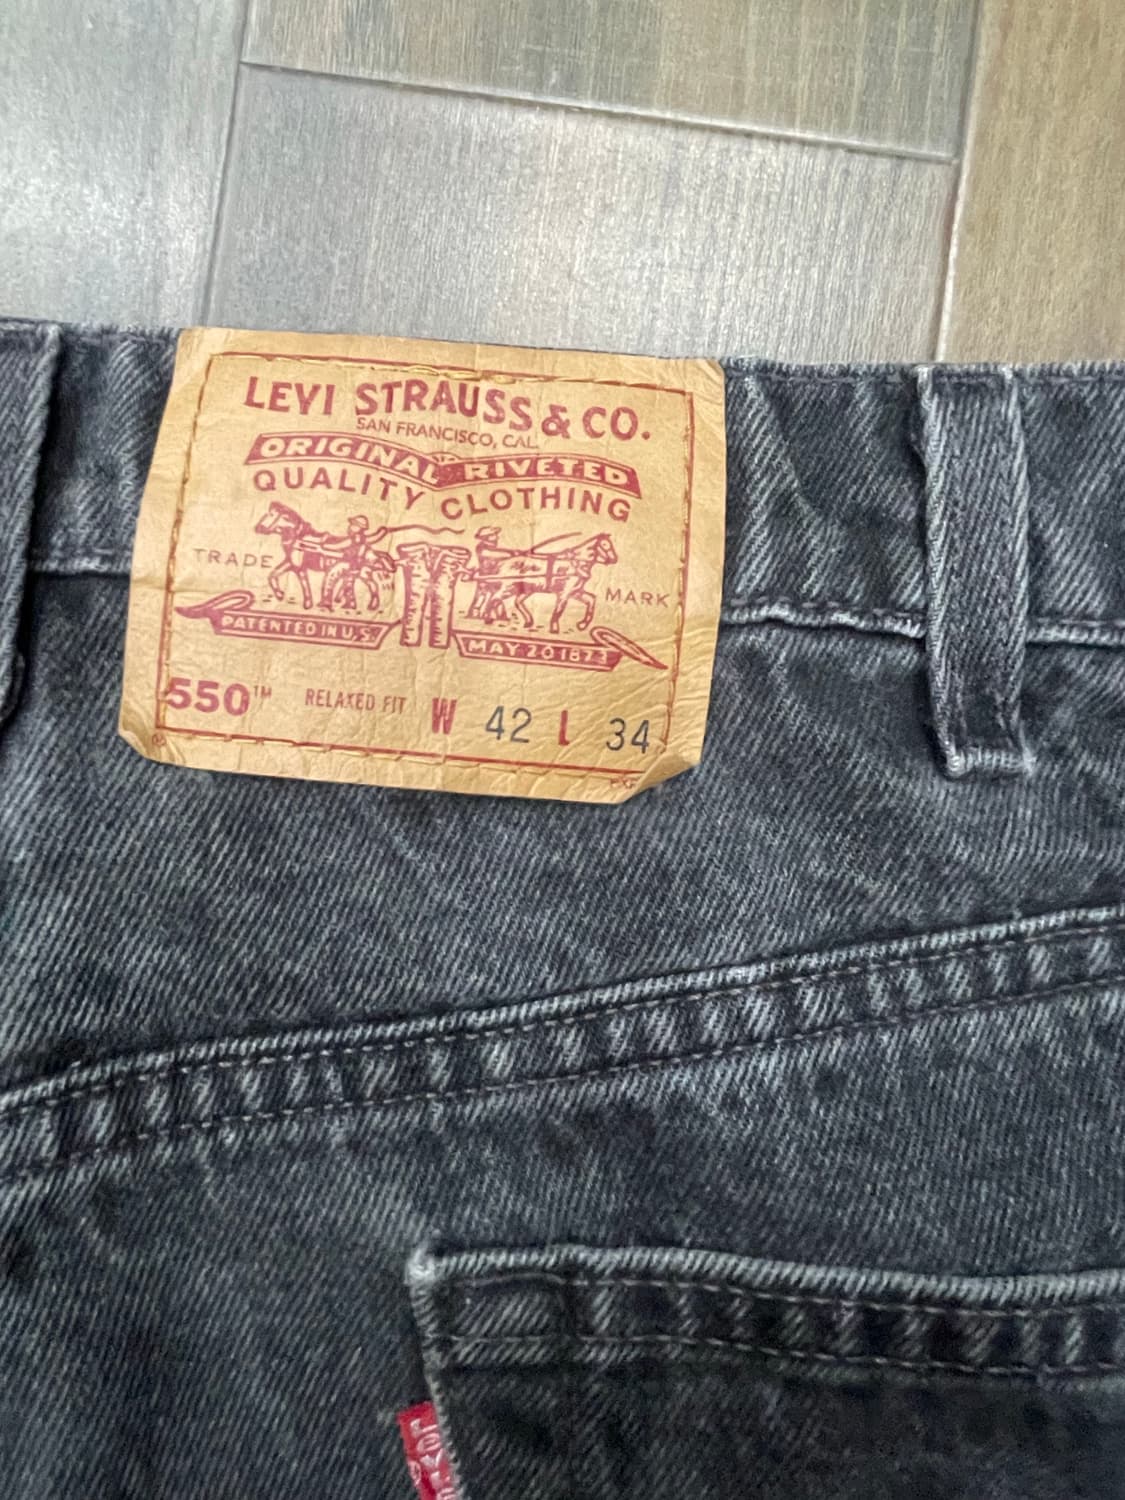 LEVI STRAUSS & CO.
SAN FRANCISCO, CAL.
ORIGINAL RIVETED
QUALITY CLOTHING
TRADE MARK
PATENTED IN U.S. MAY 20 1873
550™ RELAXED FIT W 42 L 34
®
LEVI'S